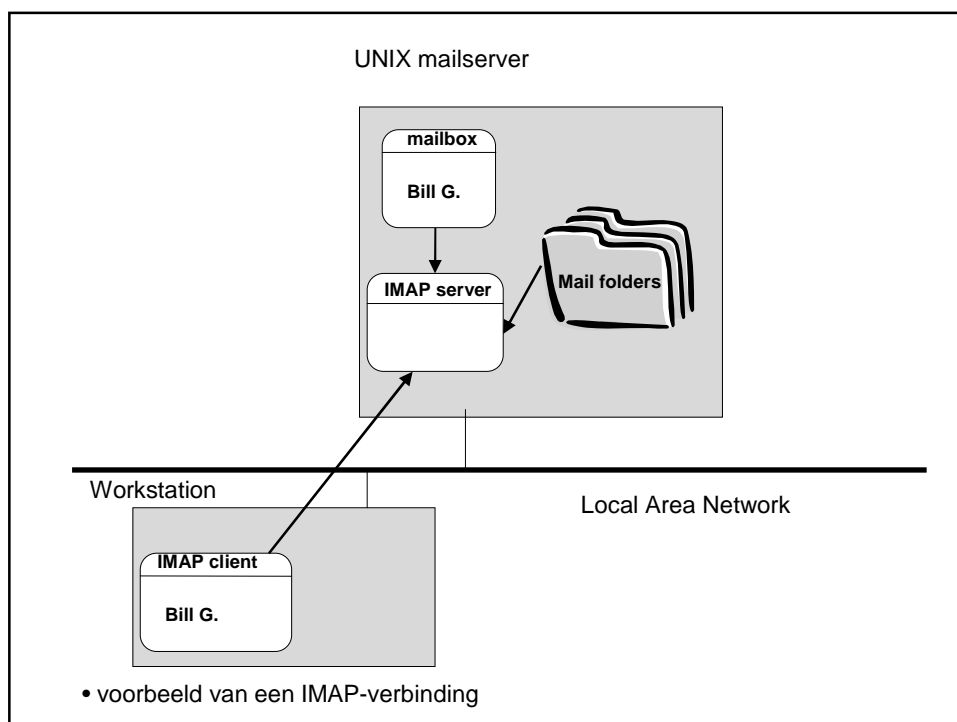 UNIX mailserver
mailbox
Bill G.
IMAP server
Mail folders
Workstation
Local Area Network
IMAP client
Bill G.
• voorbeeld van een IMAP-verbinding